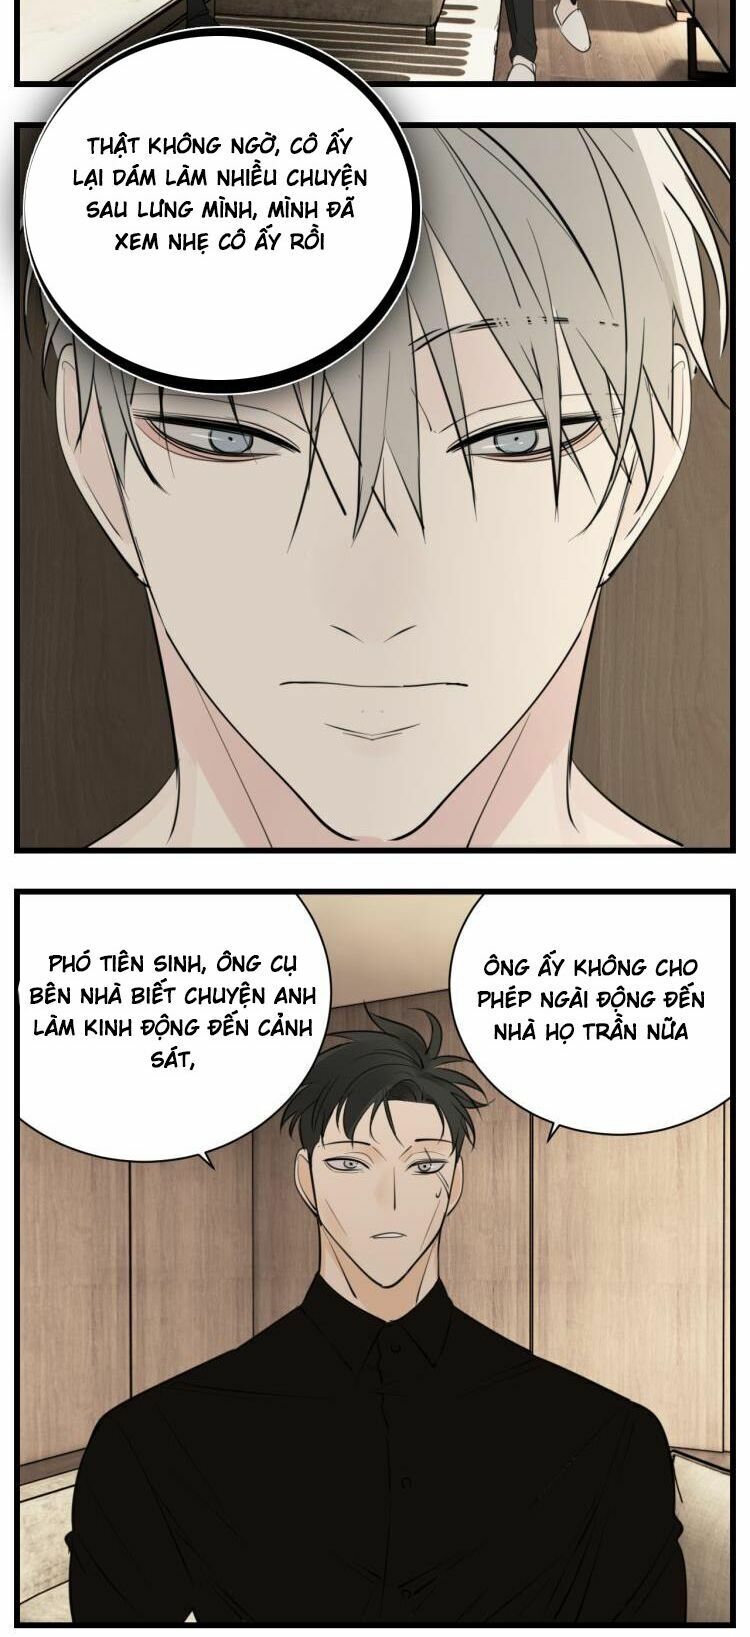 THẬT KHÔNG NGỜ, CÔ ẤY
LẠI DÁM LÀM NHIỀU CHUYỆN
SAU LƯNG MÌNH, MÌNH ĐÃ
XEM NHẸ CÔ ẤY RỒI
PHÓ TIÊN SINH, ÔNG CỤ
BÊN NHÀ BIẾT CHUYỆN ANH
LÀM KINH ĐỘNG ĐẾN CẢNH
SÁT,
ÔNG ẤY KHÔNG CHO
PHÉP NGÀI ĐỘNG ĐẾN
NHÀ HỌ TRẦN NỮA